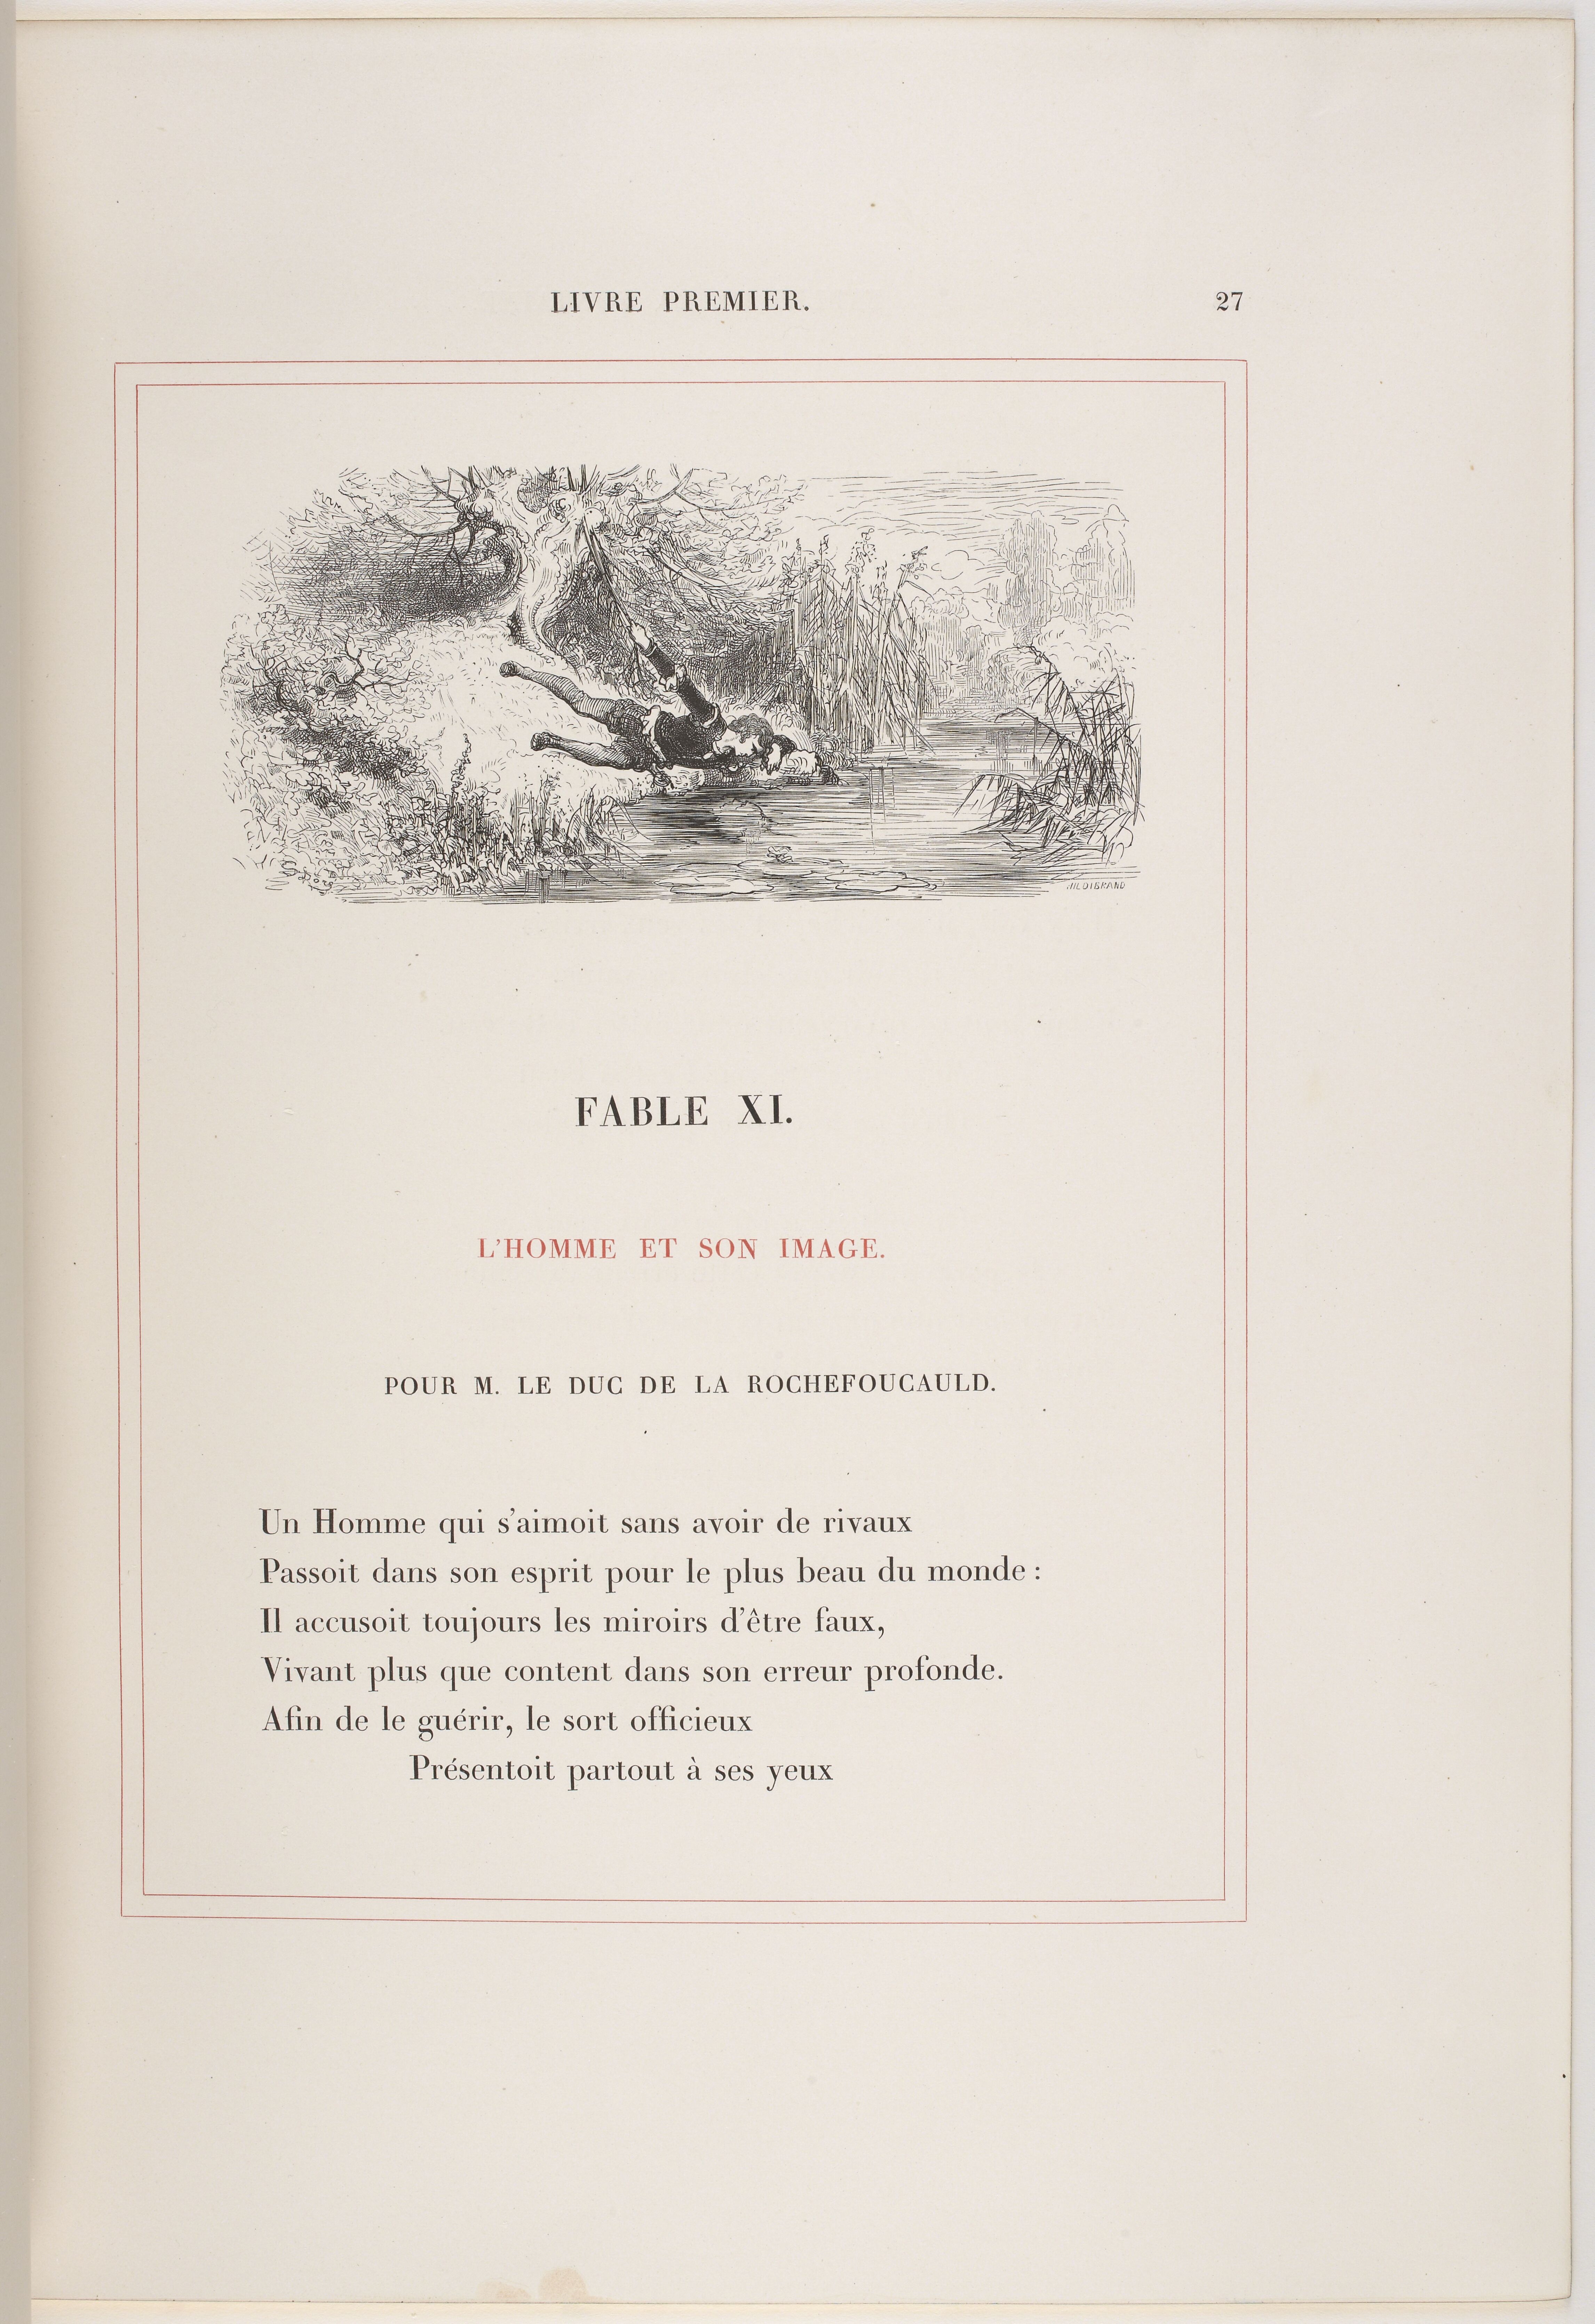 LIVRE PREMIER.
27
G Doré
HILDIBRAND
FABLE XI.
L'HOMME ET SON IMAGE.
POUR M. LE DUC DE LA ROCHEFOUCAULD.
Un Homme qui s'aimoit sans avoir de rivaux
Passoit dans son esprit pour le plus beau du monde :
Il accusoit toujours les miroirs d'être faux,
Vivant plus que content dans son erreur profonde.
Afin de le guérir, le sort officieux
Présentoit partout à ses yeux